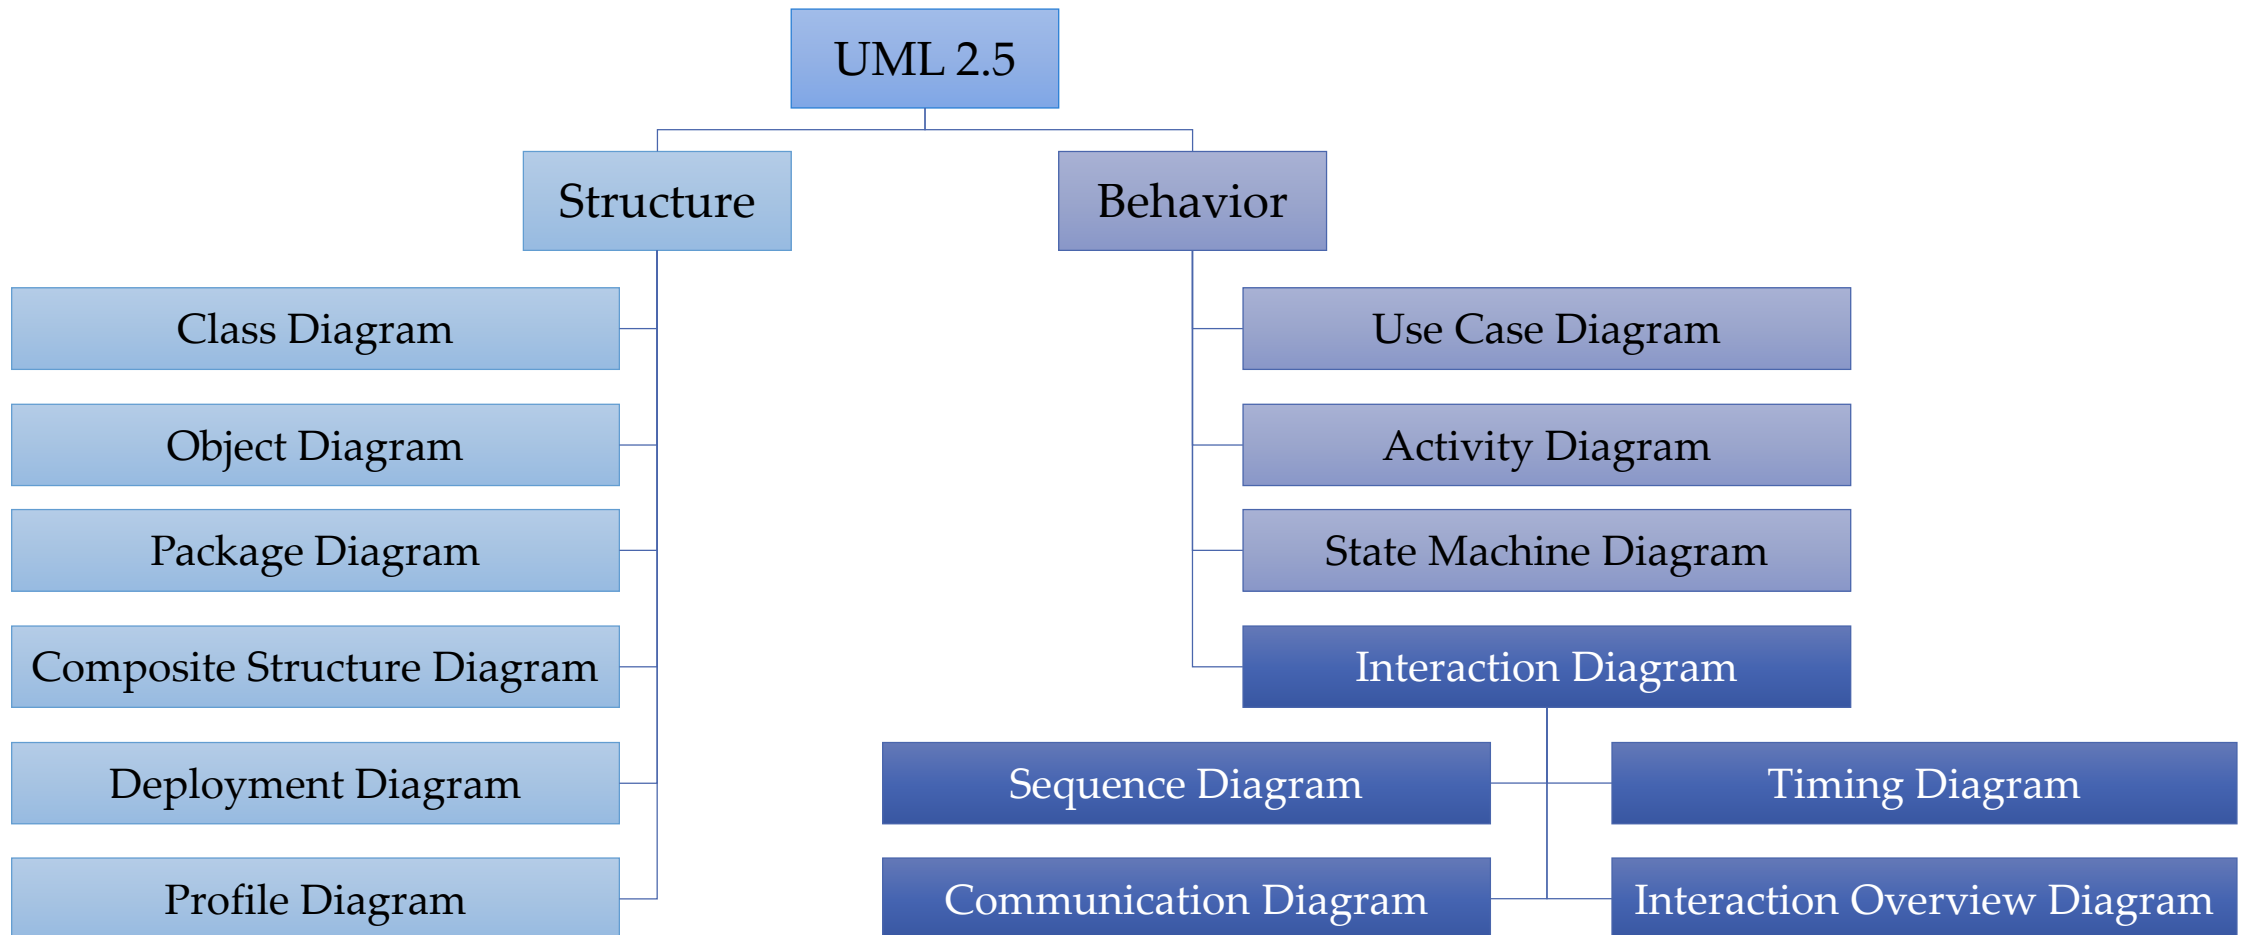 UML 2.5
Structure
Behavior
Class Diagram
Use Case Diagram
Object Diagram
Activity Diagram
Package Diagram
State Machine Diagram
Composite Structure Diagram
Interaction Diagram
Deployment Diagram
Sequence Diagram
Timing Diagram
Profile Diagram
Communication Diagram
Interaction Overview Diagram